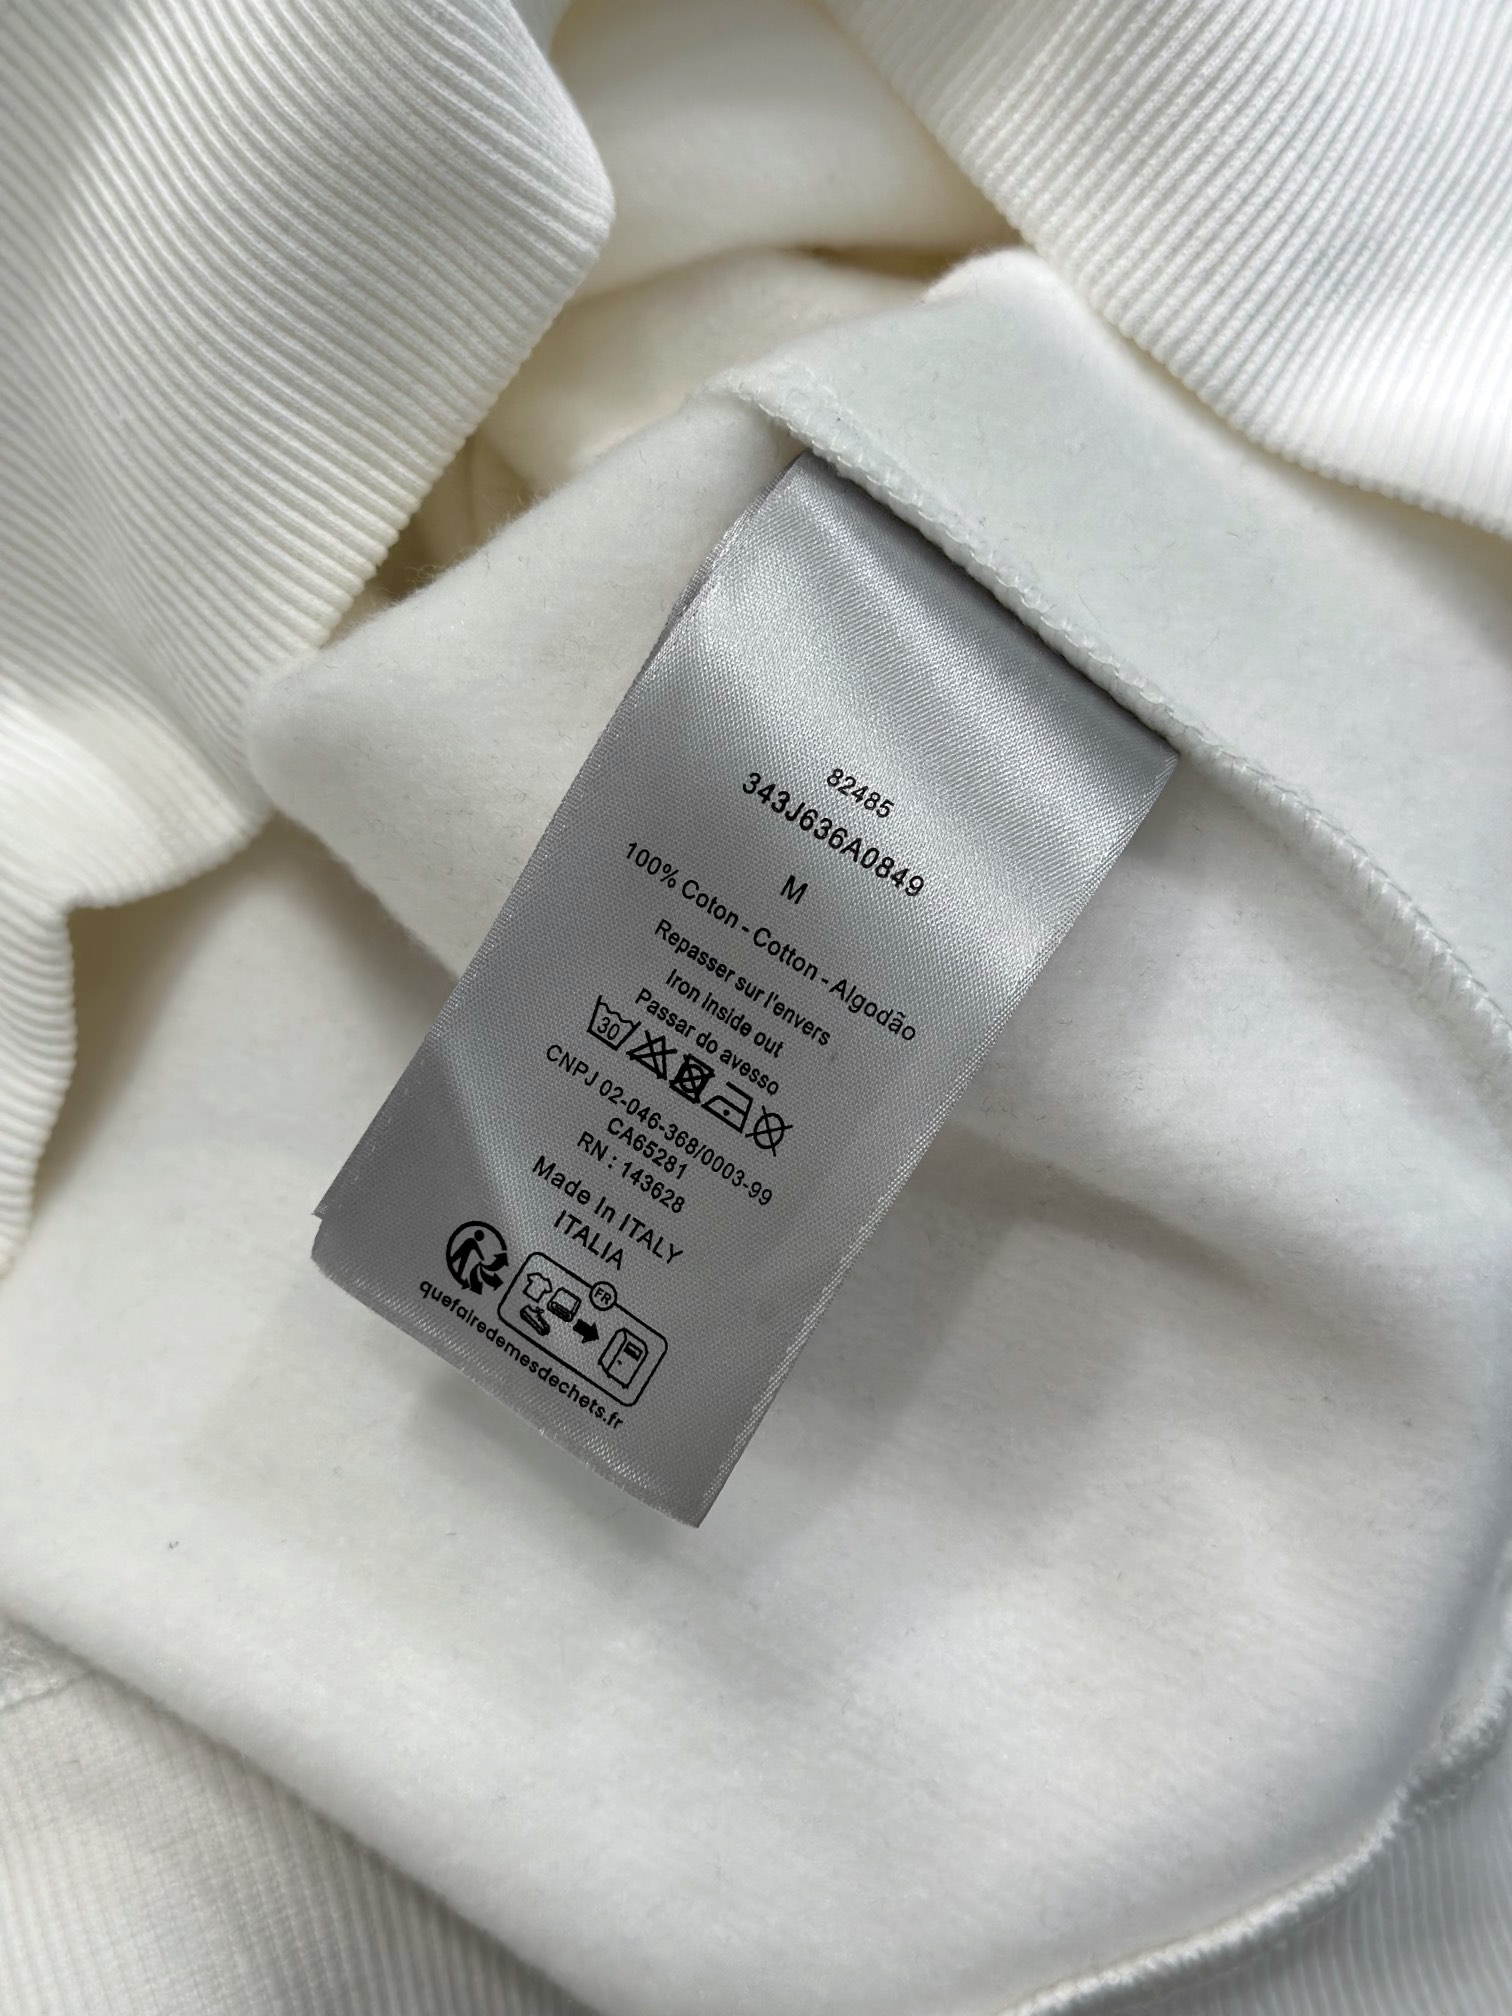 82485
343J636A0849
M
100% Coton - Cotton - Algodão
Repasser sur l'envers
Iron inside out
Passar do avesso
30
CNPJ 02-046-368/0003-99
CA65281
RN : 143628
Made In ITALY
ITALIA
FR
quefairedemesdechets.fr